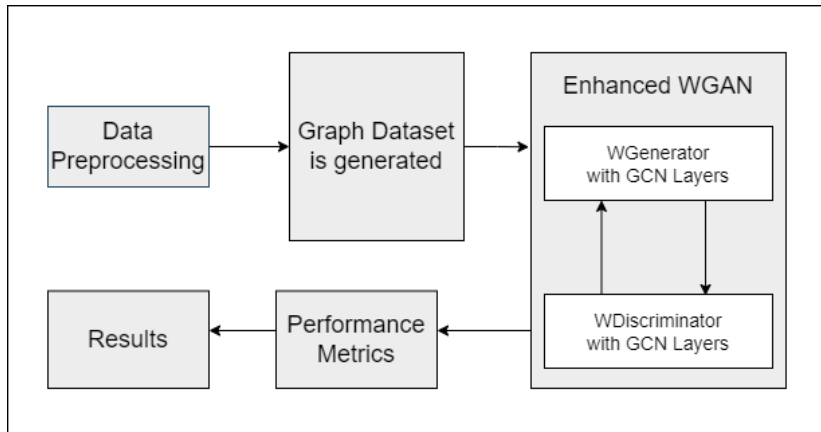 Data
Preprocessing
Graph Dataset
is generated
Enhanced WGAN
WGenerator
with GCN Layers
WDiscriminator
with GCN Layers
Performance
Metrics
Results